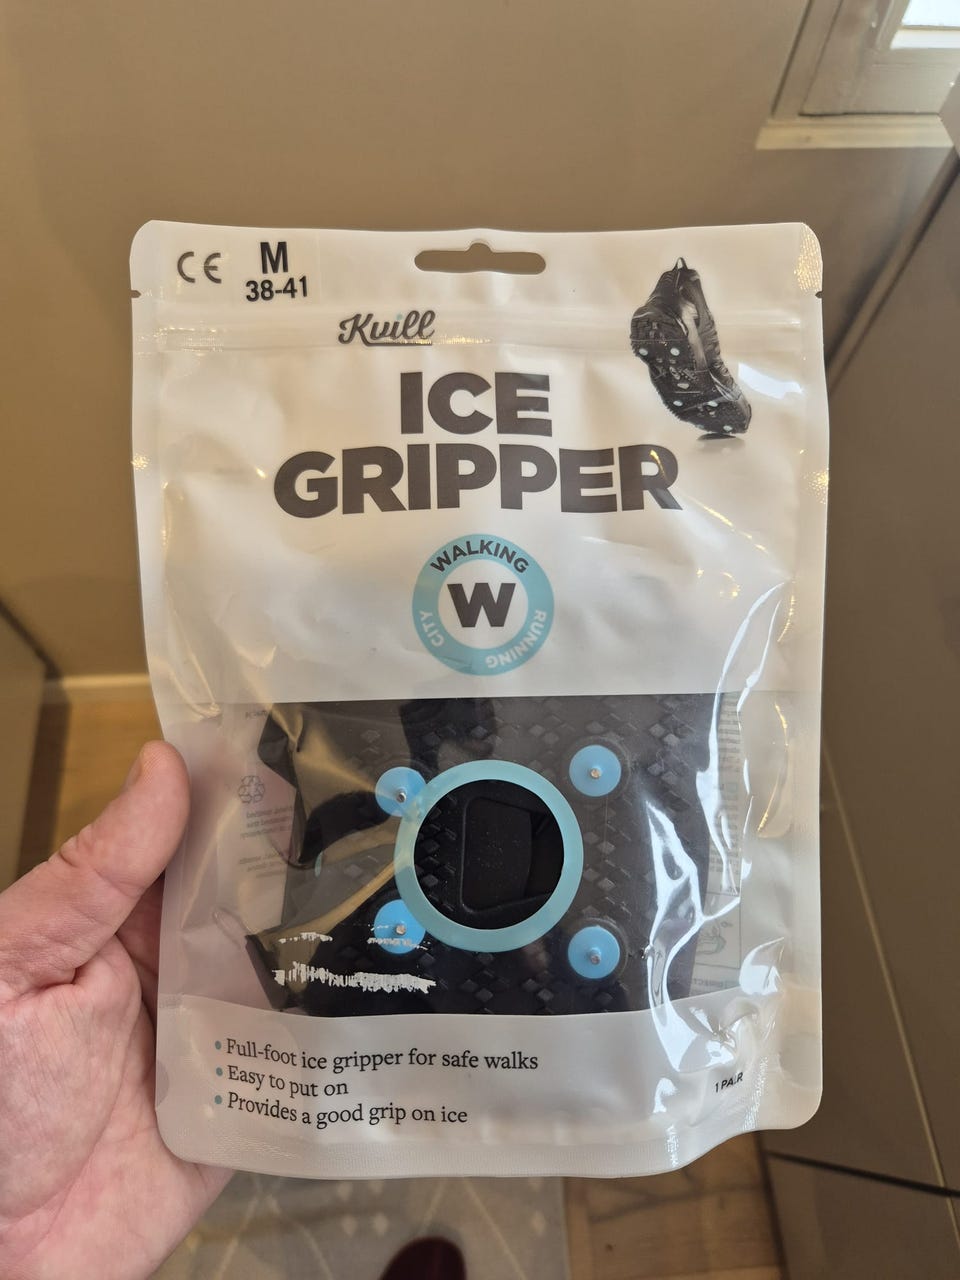 CE
M
38-41
Kvill
ICE
GRIPPER
WALKING
W
CITY
RUNNING
• Full-foot ice gripper for safe walks
• Easy to put on
• Provides a good grip on ice
1 PAIR